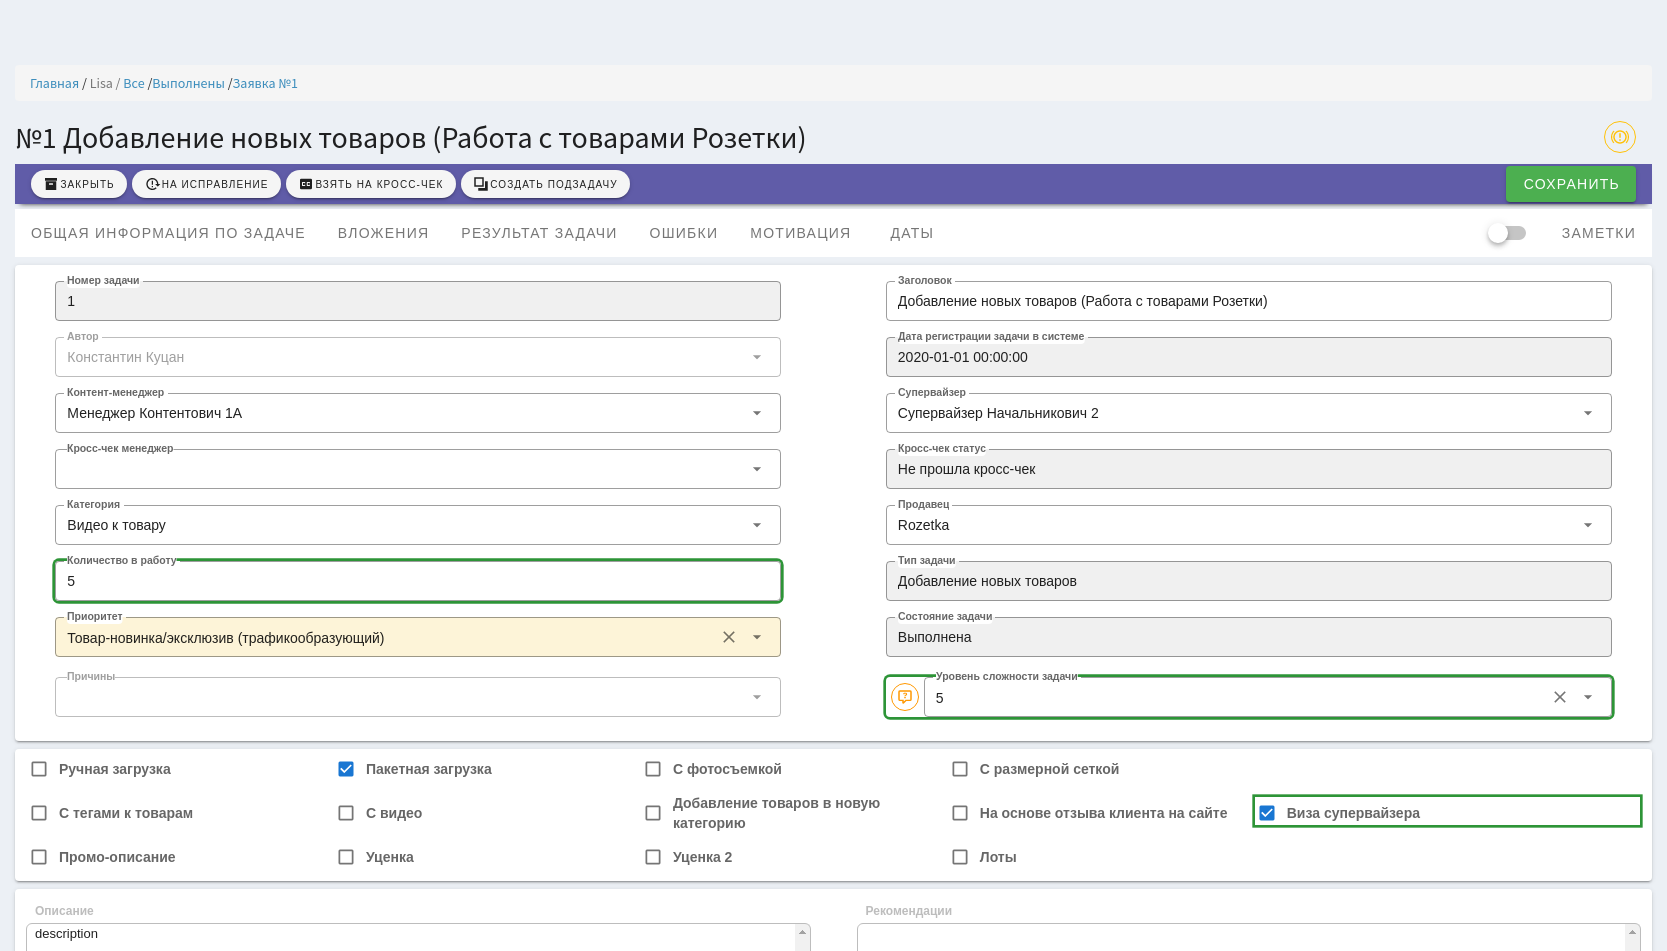 Главная / Lisa / Все /Выполнены /Заявка №1
№1 Добавление новых товаров (Работа с товарами Розетки)
ЗАКРЫТЬ НА ИСПРАВЛЕНИЕ ВЗЯТЬ НА КРОСС-ЧЕК СОЗДАТЬ ПОДЗАДАЧУ СОХРАНИТЬ
ОБЩАЯ ИНФОРМАЦИЯ ПО ЗАДАЧЕ ВЛОЖЕНИЯ РЕЗУЛЬТАТ ЗАДАЧИ ОШИБКИ МОТИВАЦИЯ ДАТЫ ЗАМЕТКИ
Номер задачи
1
Заголовок
Добавление новых товаров (Работа с товарами Розетки)
Автор
Константин Куцан
Дата регистрации задачи в системе
2020-01-01 00:00:00
Контент-менеджер
Менеджер Контентович 1А
Супервайзер
Супервайзер Начальникович 2
Кросс-чек менеджер
Кросс-чек статус
Не прошла кросс-чек
Категория
Видео к товару
Продавец
Rozetka
Количество в работу
5
Тип задачи
Добавление новых товаров
Приоритет
Товар-новинка/эксклюзив (трафикообразующий)
Состояние задачи
Выполнена
Причины
Уровень сложности задачи
5
Ручная загрузка Пакетная загрузка С фотосъемкой С размерной сеткой
С тегами к товарам С видео Добавление товаров в новую
категорию На основе отзыва клиента на сайте Виза супервайзера
Промо-описание Уценка Уценка 2 Лоты
Описание
description
Рекомендации